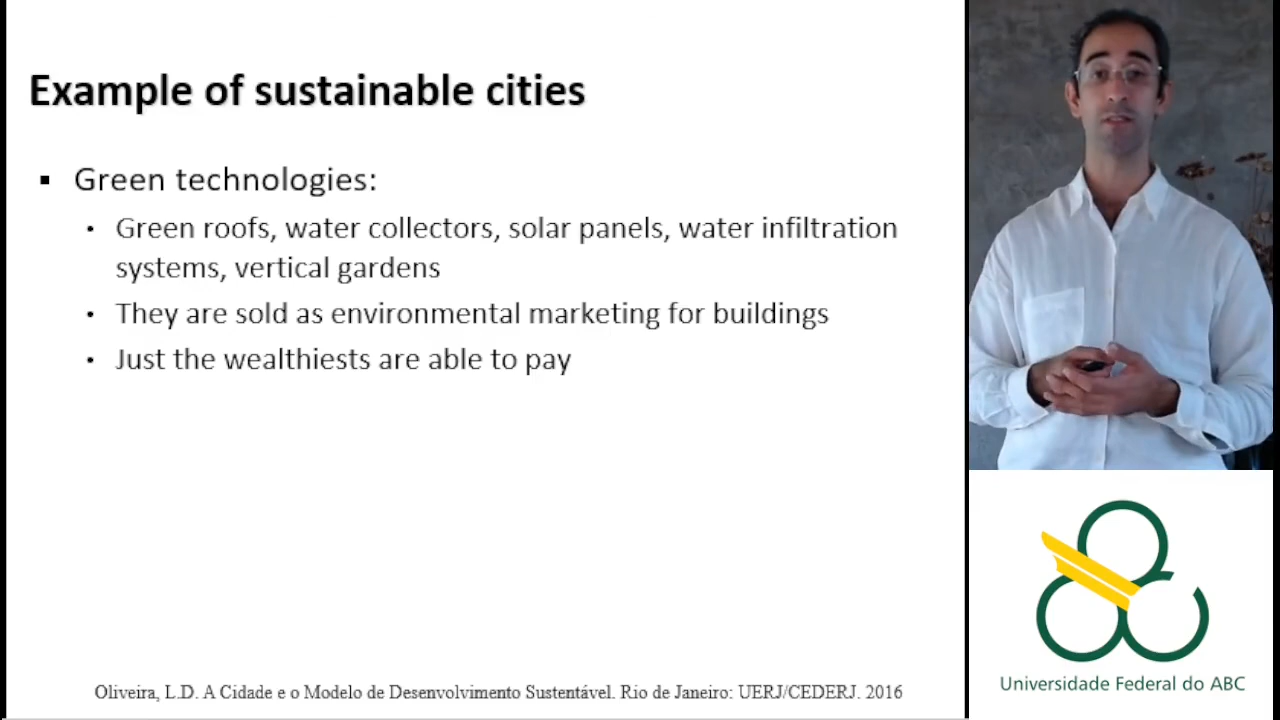 Example of sustainable cities
▪ Green technologies:
• Green roofs, water collectors, solar panels, water infiltration
systems, vertical gardens
• They are sold as environmental marketing for buildings
• Just the wealthiests are able to pay
Oliveira, L.D. A Cidade e o Modelo de Desenvolvimento Sustentável. Rio de Janeiro: UERJ/CEDERJ. 2016
Universidade Federal do ABC